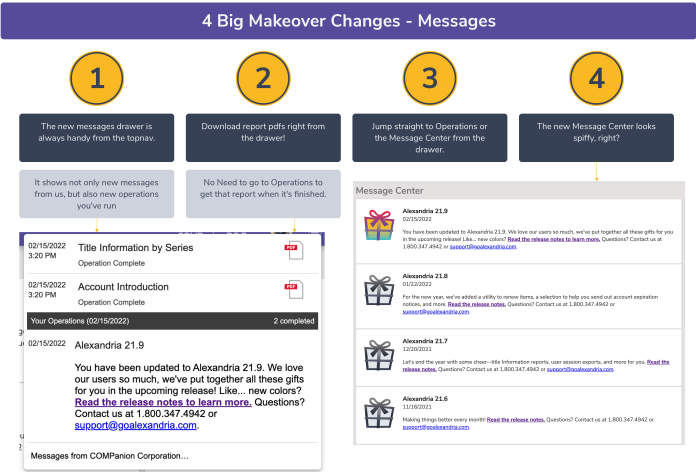 4 Big Makeover Changes - Messages
1
2
3
4
The new messages drawer is
always handy from the topnav.
Download report pdfs right from
the drawer!
Jump straight to Operations or
the Message Center from the
drawer.
The new Message Center looks
spiffy, right?
It shows not only new messages
from us, but also new operations
you've run
No Need to go to Operations to
get that report when it's finished.
02/15/2022
3:20 PM
Title Information by Series
Operation Complete
PDF
02/15/2022
3:20 PM
Account Introduction
Operation Complete
PDF
Your Operations (02/15/2022)
2 completed
02/15/2022
Alexandria 21.9
You have been updated to Alexandria 21.9. We love
our users so much, we've put together all these gifts
for you in the upcoming release! Like... new colors?
Read the release notes to learn more. Questions?
Contact us at 1.800.347.4942 or
support@goalexandria.com.
Messages from COMPanion Corporation…
Message Center
Alexandria 21.9
02/15/2022
You have been updated to Alexandria 21.9. We love our users so much, we've put together all these gifts for you
in the upcoming release! Like... new colors? Read the release notes to learn more. Questions? Contact us at
1.800.347.4942 or support@goalexandria.com.
Alexandria 21.8
01/22/2022
For the new year, we've added a utility to renew items, a selection to help you send out account expiration
notices, and more. Read the release notes. Questions? Contact us at 1.800.347.4942 or
support@goalexandria.com.
Alexandria 21.7
12/20/2021
Let's end the year with some cheer—title Information reports, user session exports, and more for you. Read the
release notes. Questions? Contact us at 1.800.347.4942 or support@goalexandria.com.
Alexandria 21.6
11/16/2021
Making things better every month! Read the release notes. Questions? Contact us at 1.800.347.4942 or
support@goalexandria.com.